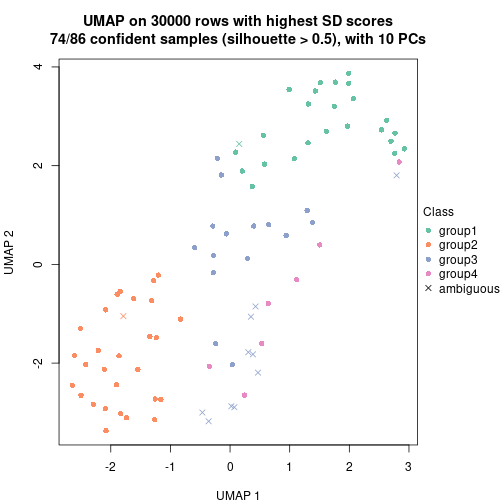 UMAP on 30000 rows with highest SD scores
74/86 confident samples (silhouette > 0.5), with 10 PCs
4
2
0
-2
UMAP 2
-2
-1
0
1
2
3
UMAP 1
Class
group1
group2
group3
group4
ambiguous